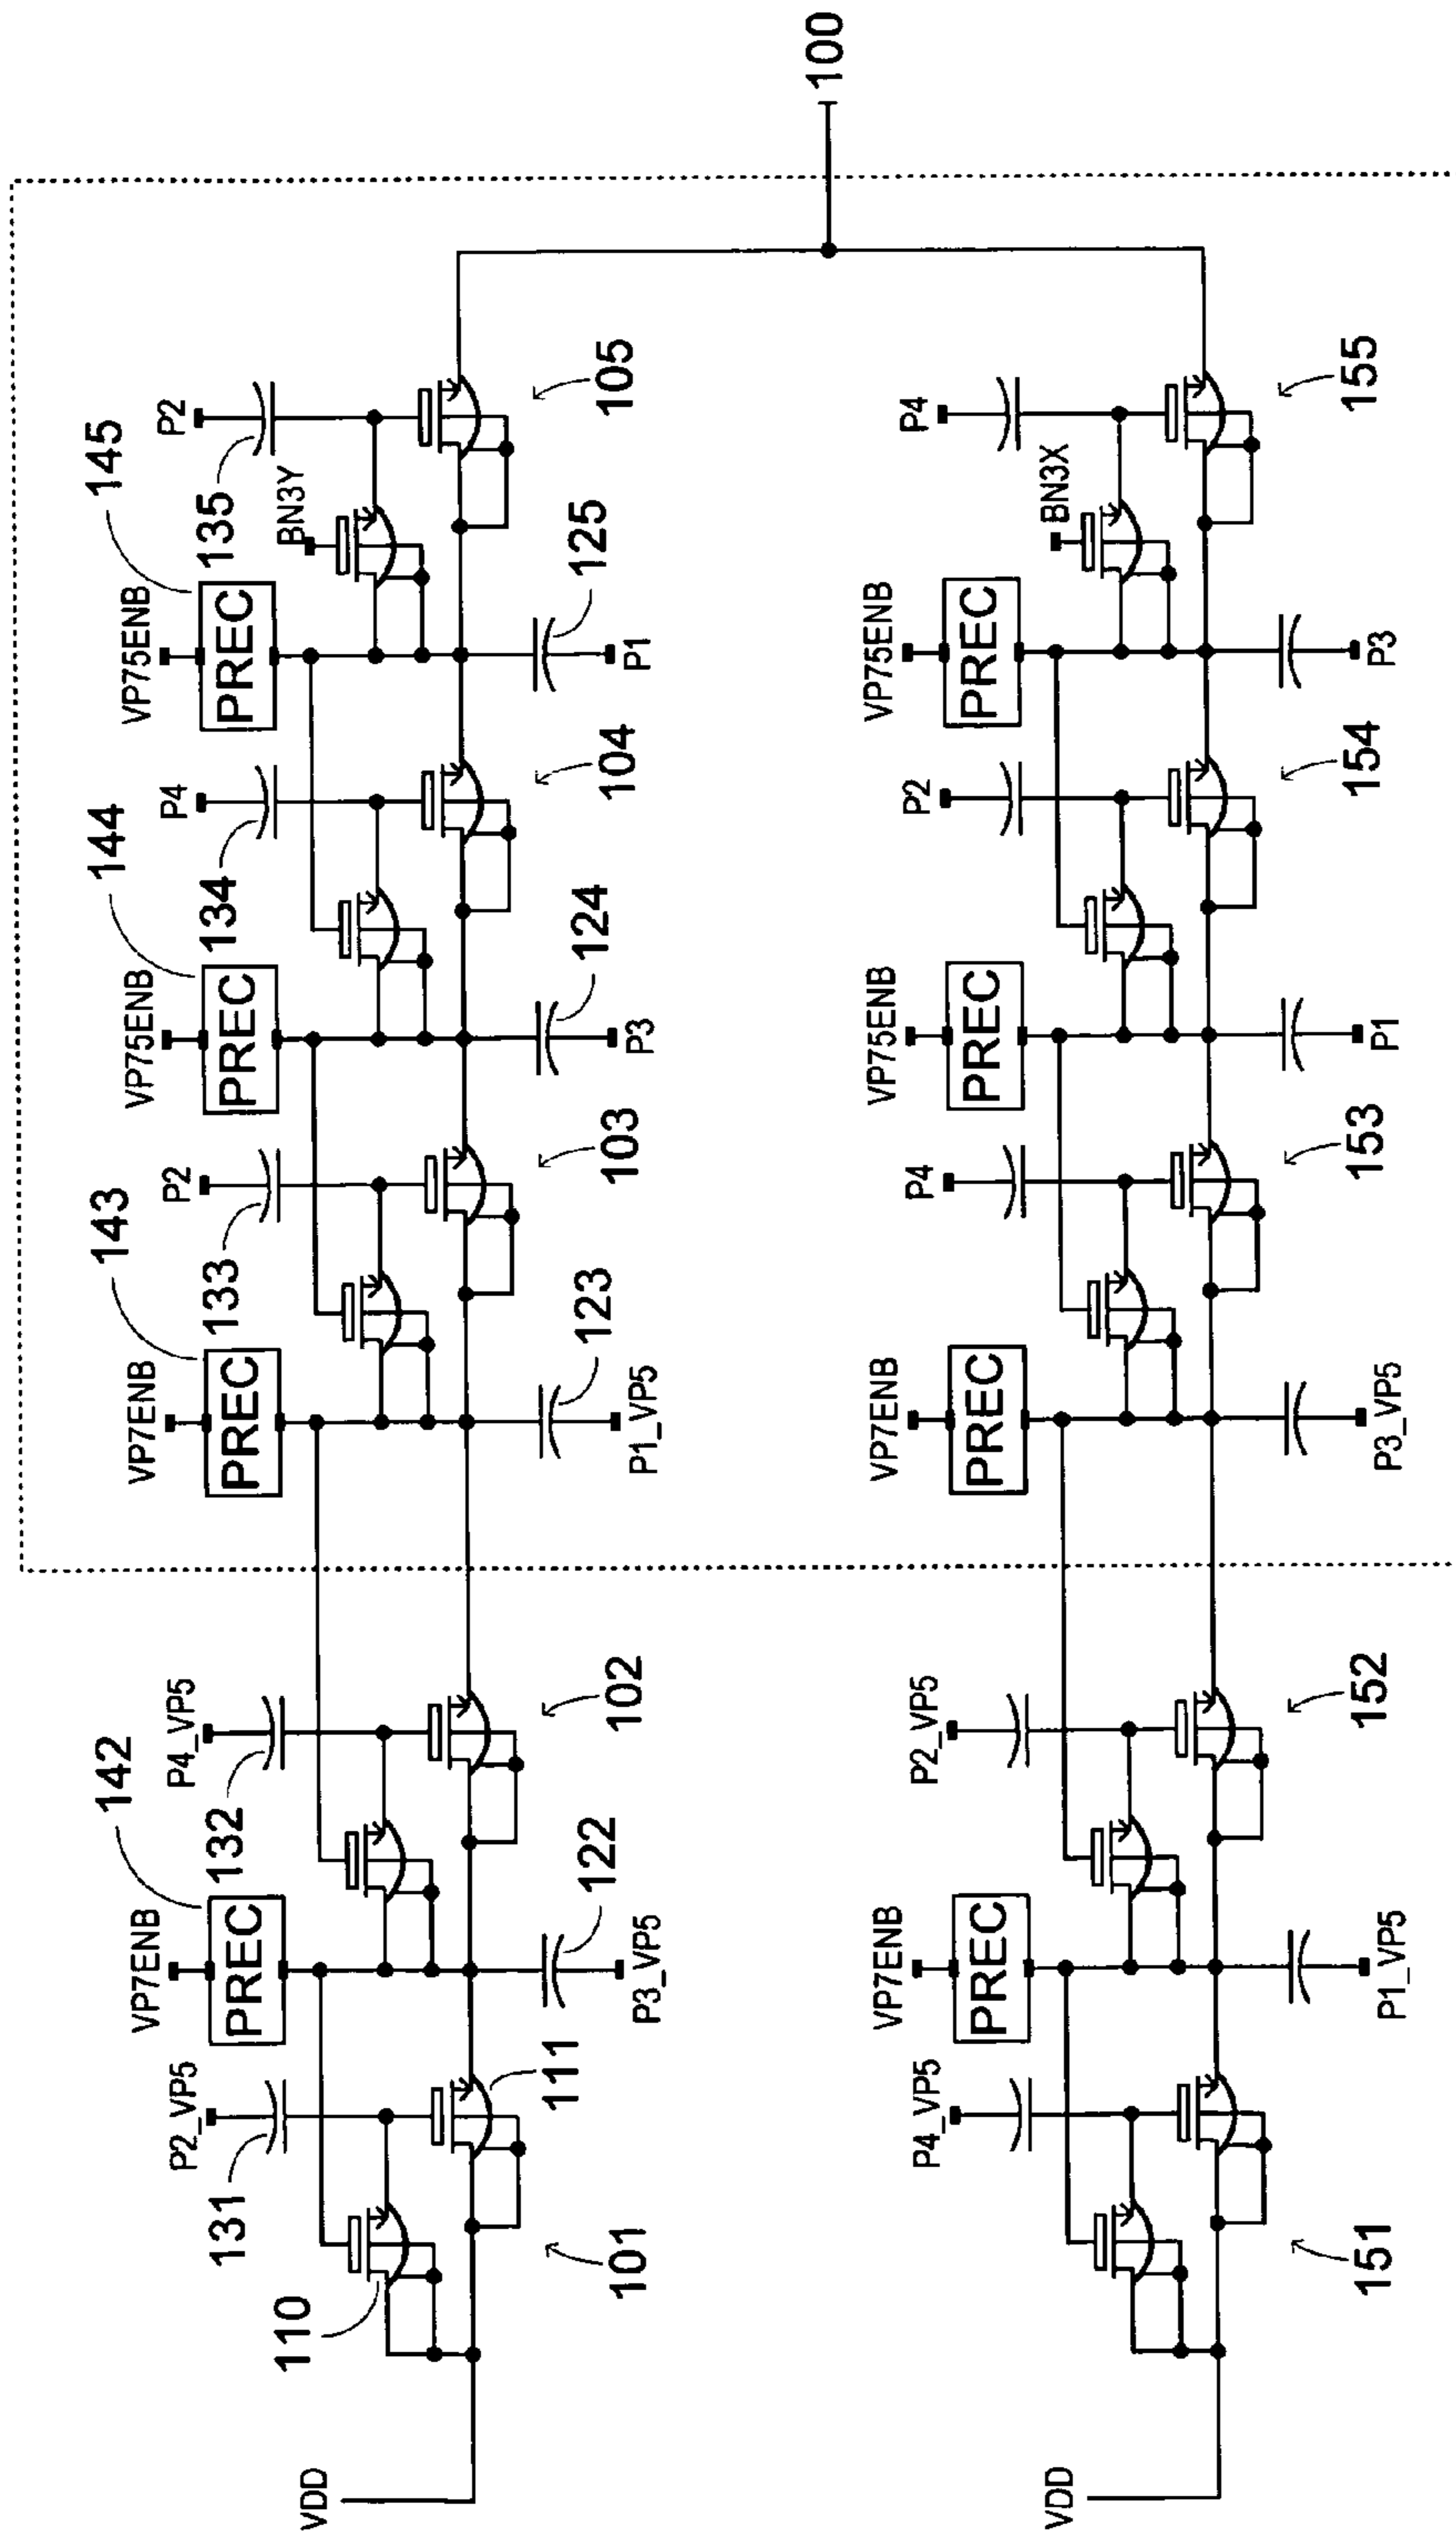 VDD
101
110
131
P2_VP5
111
VP7ENB
PREC
142
122
P3_VP5
132
P4_VP5
102
VP7ENB
PREC
143
123
P1_VP5
133
P2
103
VP75ENB
PREC
144
124
P3
134
P4
104
VP75ENB
PREC
145
125
P1
BN3Y
135
P2
105
100
VDD
151
P4_VP5
VP7ENB
PREC
P1_VP5
P2_VP5
152
VP7ENB
PREC
P3_VP5
P4
153
VP75ENB
PREC
P1
P2
154
VP75ENB
PREC
P3
BN3X
P4
155